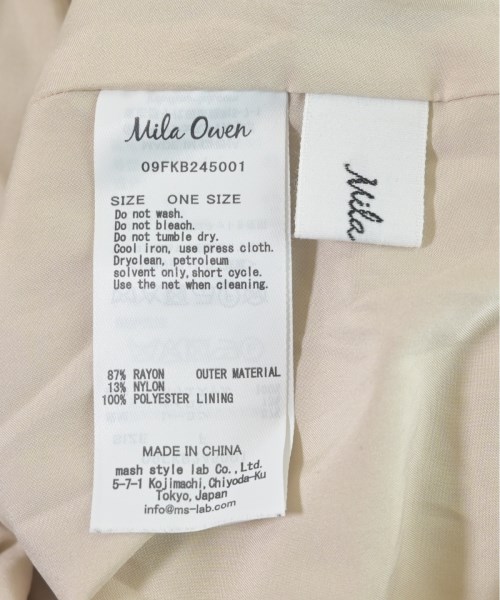 Mila Owen
09FKB245001
SIZE ONE SIZE
Do not wash.
Do not bleach.
Do not tumble dry.
Cool iron, use press cloth.
Dryclean, petroleum
solvent only, short cycle.
Use the net when cleaning.
87% RAYON OUTER MATERIAL
13% NYLON
100% POLYESTER LINING
MADE IN CHINA
mash style lab Co., Ltd.
5-7-1 Kojimachi, Chiyoda-Ku
Tokyo, Japan
info@ms-lab.com
Mila